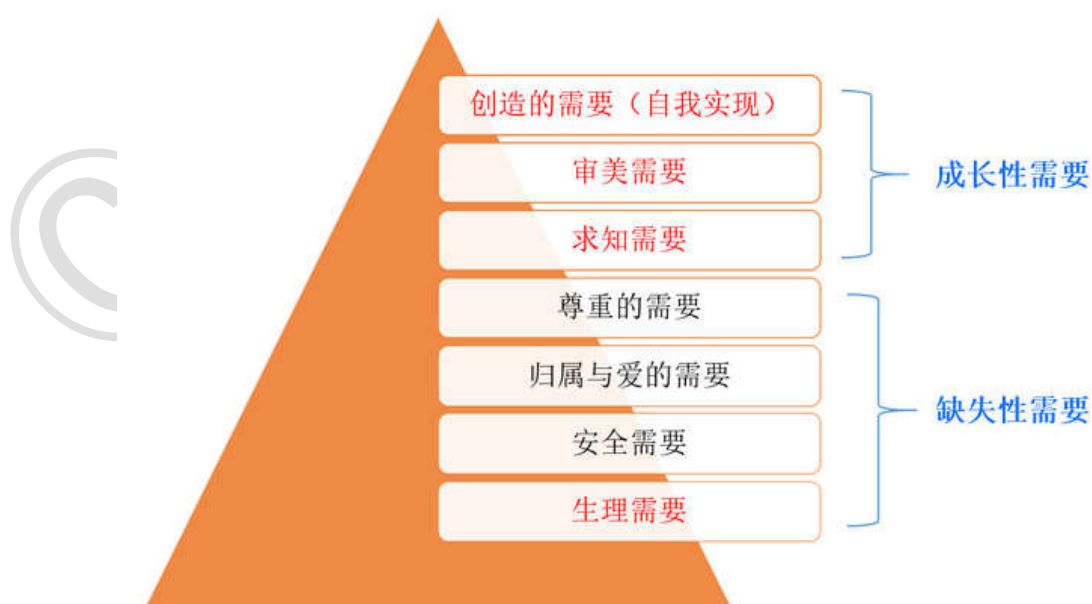 创造的需要（自我实现）
审美需要
求知需要
成长性需要
尊重的需要
归属与爱的需要
安全需要
生理需要
缺失性需要